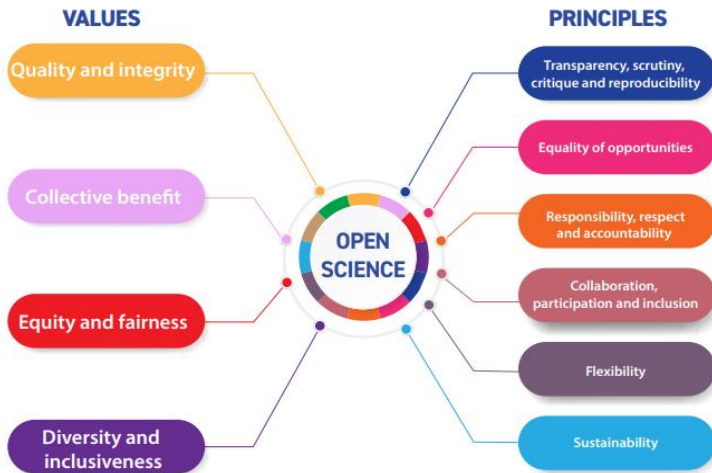 VALUES
Quality and integrity
Collective benefit
Equity and fairness
Diversity and
inclusiveness
OPEN
SCIENCE
PRINCIPLES
Transparency, scrutiny,
critique and reproducibility
Equality of opportunities
Responsibility, respect
and accountability
Collaboration,
participation and inclusion
Flexibility
Sustainability